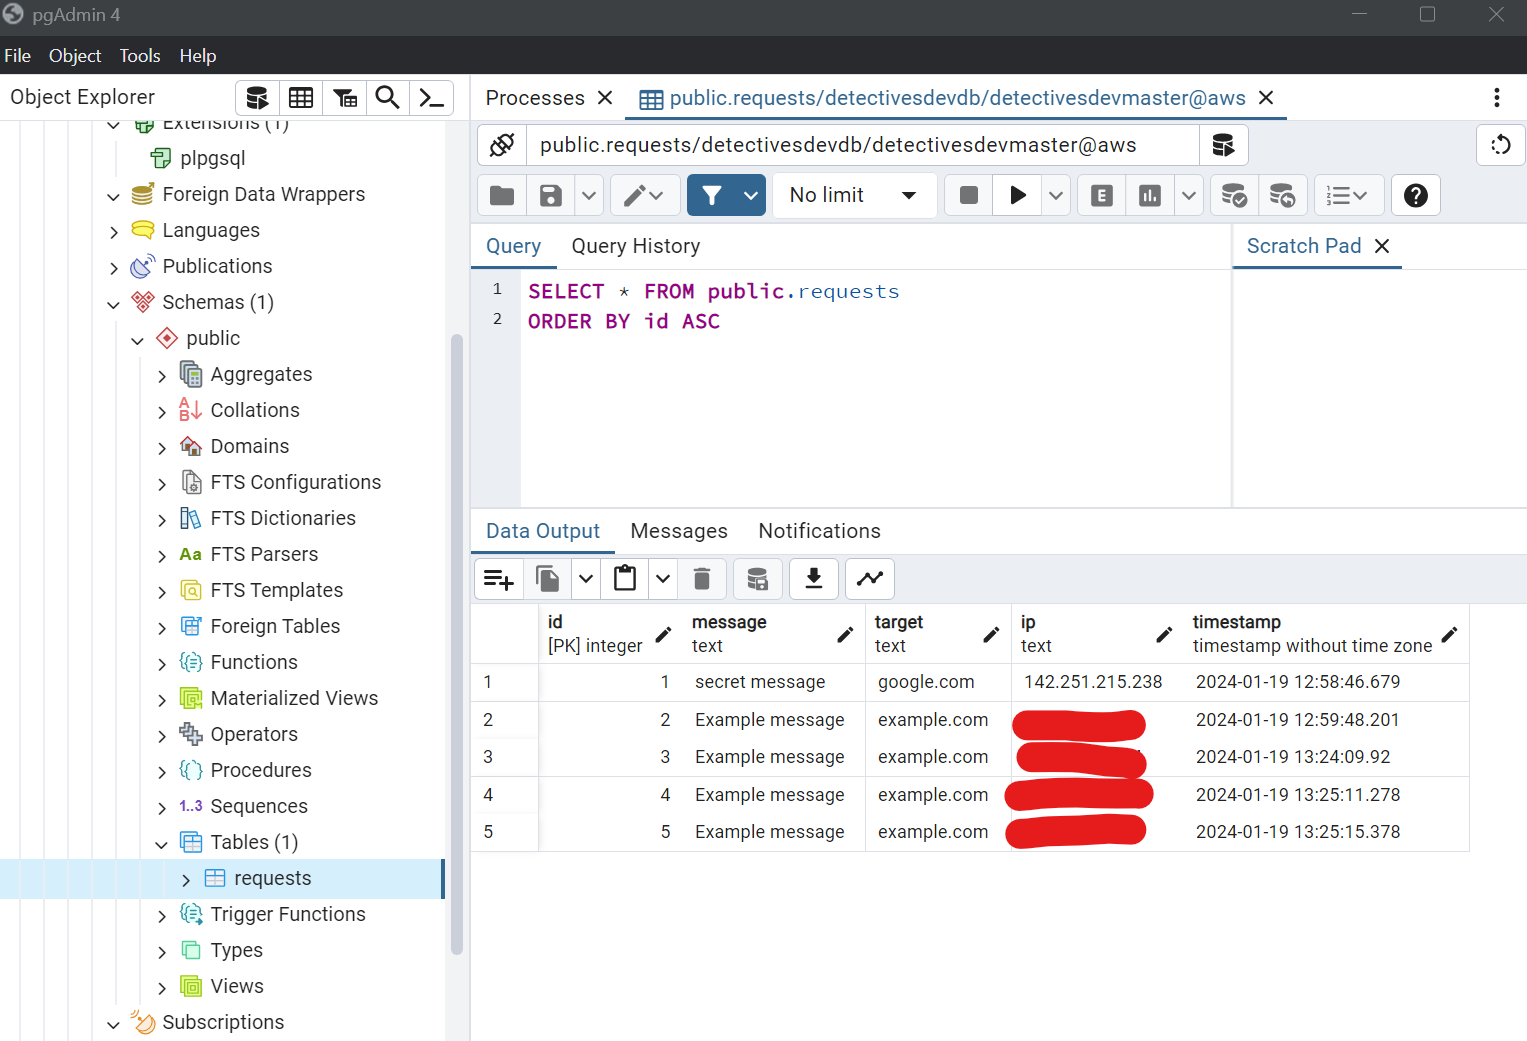 pgAdmin 4
File Object Tools Help
Object Explorer
Extensions (1)
plpgsql
Foreign Data Wrappers
Languages
Publications
Schemas (1)
public
Aggregates
Collations
Domains
FTS Configurations
FTS Dictionaries
Aa FTS Parsers
FTS Templates
Foreign Tables
Functions
Materialized Views
Operators
Procedures
1..3 Sequences
Tables (1)
requests
Trigger Functions
Types
Views
Subscriptions
Processes
public.requests/detectivesdevdb/detectivesdevmaster@aws
public.requests/detectivesdevdb/detectivesdevmaster@aws
No limit
E
Query Query History
Scratch Pad
1 SELECT * FROM public.requests
2 ORDER BY id ASC
Data Output Messages Notifications
id message target ip timestamp
[PK] integer text text text timestamp without time zone
1 1 secret message google.com 142.251.215.238 2024-01-19 12:58:46.679
2 2 Example message example.com 2024-01-19 12:59:48.201
3 3 Example message example.com 2024-01-19 13:24:09.92
4 4 Example message example.com 2024-01-19 13:25:11.278
5 5 Example message example.com 2024-01-19 13:25:15.378